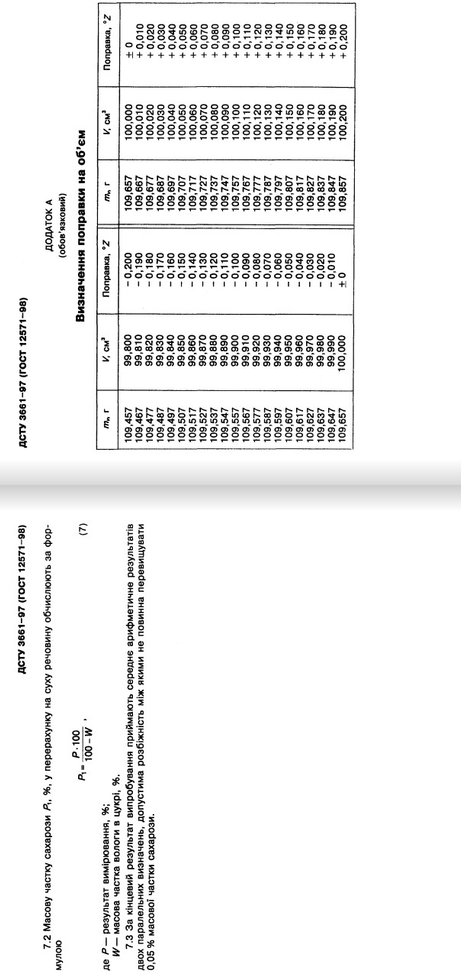 ДСТУ 3661–97 (ГОСТ 12571–98)
7.2 Масову частку сахарози P₁, %, у перерахунку на суху речовину обчислюють за фор-
мулою
P₁ = P · 100 / 100 – W , (7)
де P — результат вимірювання, %;
W — масова частка вологи в цукрі, %.
7.3 За кінцевий результат випробування приймають середнє арифметичне результатів
двох паралельних визначень, допустима розбіжність між якими не повинна перевищувати
0,05 % масової частки сахарози.
ДСТУ 3661–97 (ГОСТ 12571–98)
ДОДАТОК А
(обов'язковий)
Визначення поправки на об'єм
mₙ, г V, см³ Поправка, °Z mₙ, г V, см³ Поправка, °Z
109,457 99,800 – 0,200 109,657 100,000 ± 0
109,467 99,810 – 0,190 109,667 100,010 + 0,010
109,477 99,820 – 0,180 109,677 100,020 + 0,020
109,487 99,830 – 0,170 109,687 100,030 + 0,030
109,497 99,840 – 0,160 109,697 100,040 + 0,040
109,507 99,850 – 0,150 109,707 100,050 + 0,050
109,517 99,860 – 0,140 109,717 100,060 + 0,060
109,527 99,870 – 0,130 109,727 100,070 + 0,070
109,537 99,880 – 0,120 109,737 100,080 + 0,080
109,547 99,890 – 0,110 109,747 100,090 + 0,090
109,557 99,900 – 0,100 109,757 100,100 + 0,100
109,567 99,910 – 0,090 109,767 100,110 + 0,110
109,577 99,920 – 0,080 109,777 100,120 + 0,120
109,587 99,930 – 0,070 109,787 100,130 + 0,130
109,597 99,940 – 0,060 109,797 100,140 + 0,140
109,607 99,950 – 0,050 109,807 100,150 + 0,150
109,617 99,960 – 0,040 109,817 100,160 + 0,160
109,627 99,970 – 0,030 109,827 100,170 + 0,170
109,637 99,980 – 0,020 109,837 100,180 + 0,180
109,647 99,990 – 0,010 109,847 100,190 + 0,190
109,657 100,000 ± 0 109,857 100,200 + 0,200